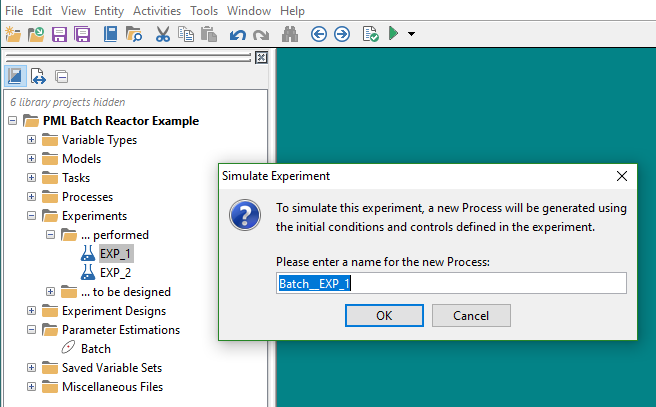 File Edit View Entity Activities Tools Window Help
6 library projects hidden
PML Batch Reactor Example
Variable Types
Models
Tasks
Processes
Experiments
... performed
EXP_1
EXP_2
... to be designed
Experiment Designs
Parameter Estimations
Batch
Saved Variable Sets
Miscellaneous Files
Simulate Experiment
To simulate this experiment, a new Process will be generated using
the initial conditions and controls defined in the experiment.
Please enter a name for the new Process:
Batch__EXP_1
OK Cancel